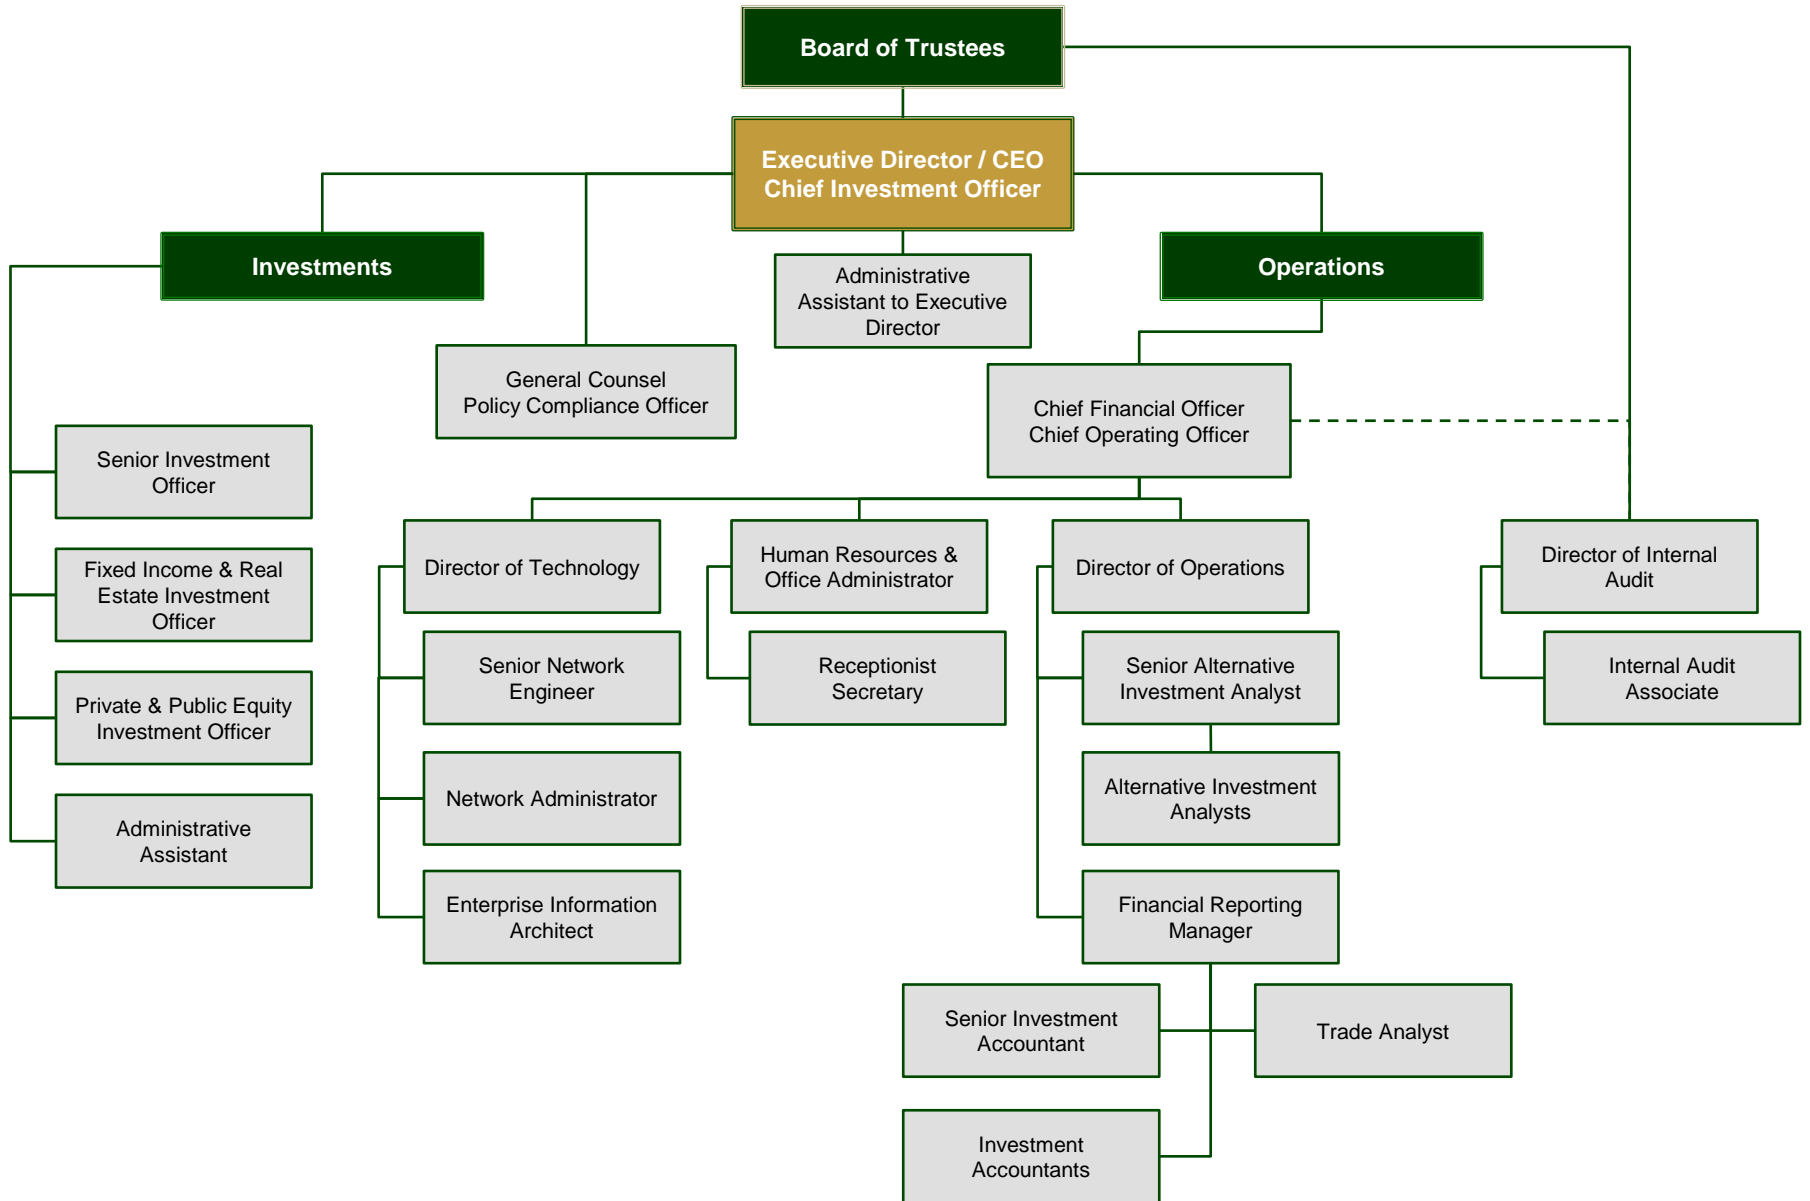 Board of Trustees
Executive Director / CEO
Chief Investment Officer
Investments
Operations
Administrative
Assistant to Executive
Director
General Counsel
Policy Compliance Officer
Chief Financial Officer
Chief Operating Officer
Senior Investment
Officer
Fixed Income & Real
Estate Investment
Officer
Private & Public Equity
Investment Officer
Administrative
Assistant
Director of Technology
Senior Network
Engineer
Network Administrator
Enterprise Information
Architect
Human Resources &
Office Administrator
Receptionist
Secretary
Director of Operations
Senior Alternative
Investment Analyst
Alternative Investment
Analysts
Financial Reporting
Manager
Senior Investment
Accountant
Trade Analyst
Investment
Accountants
Director of Internal
Audit
Internal Audit
Associate